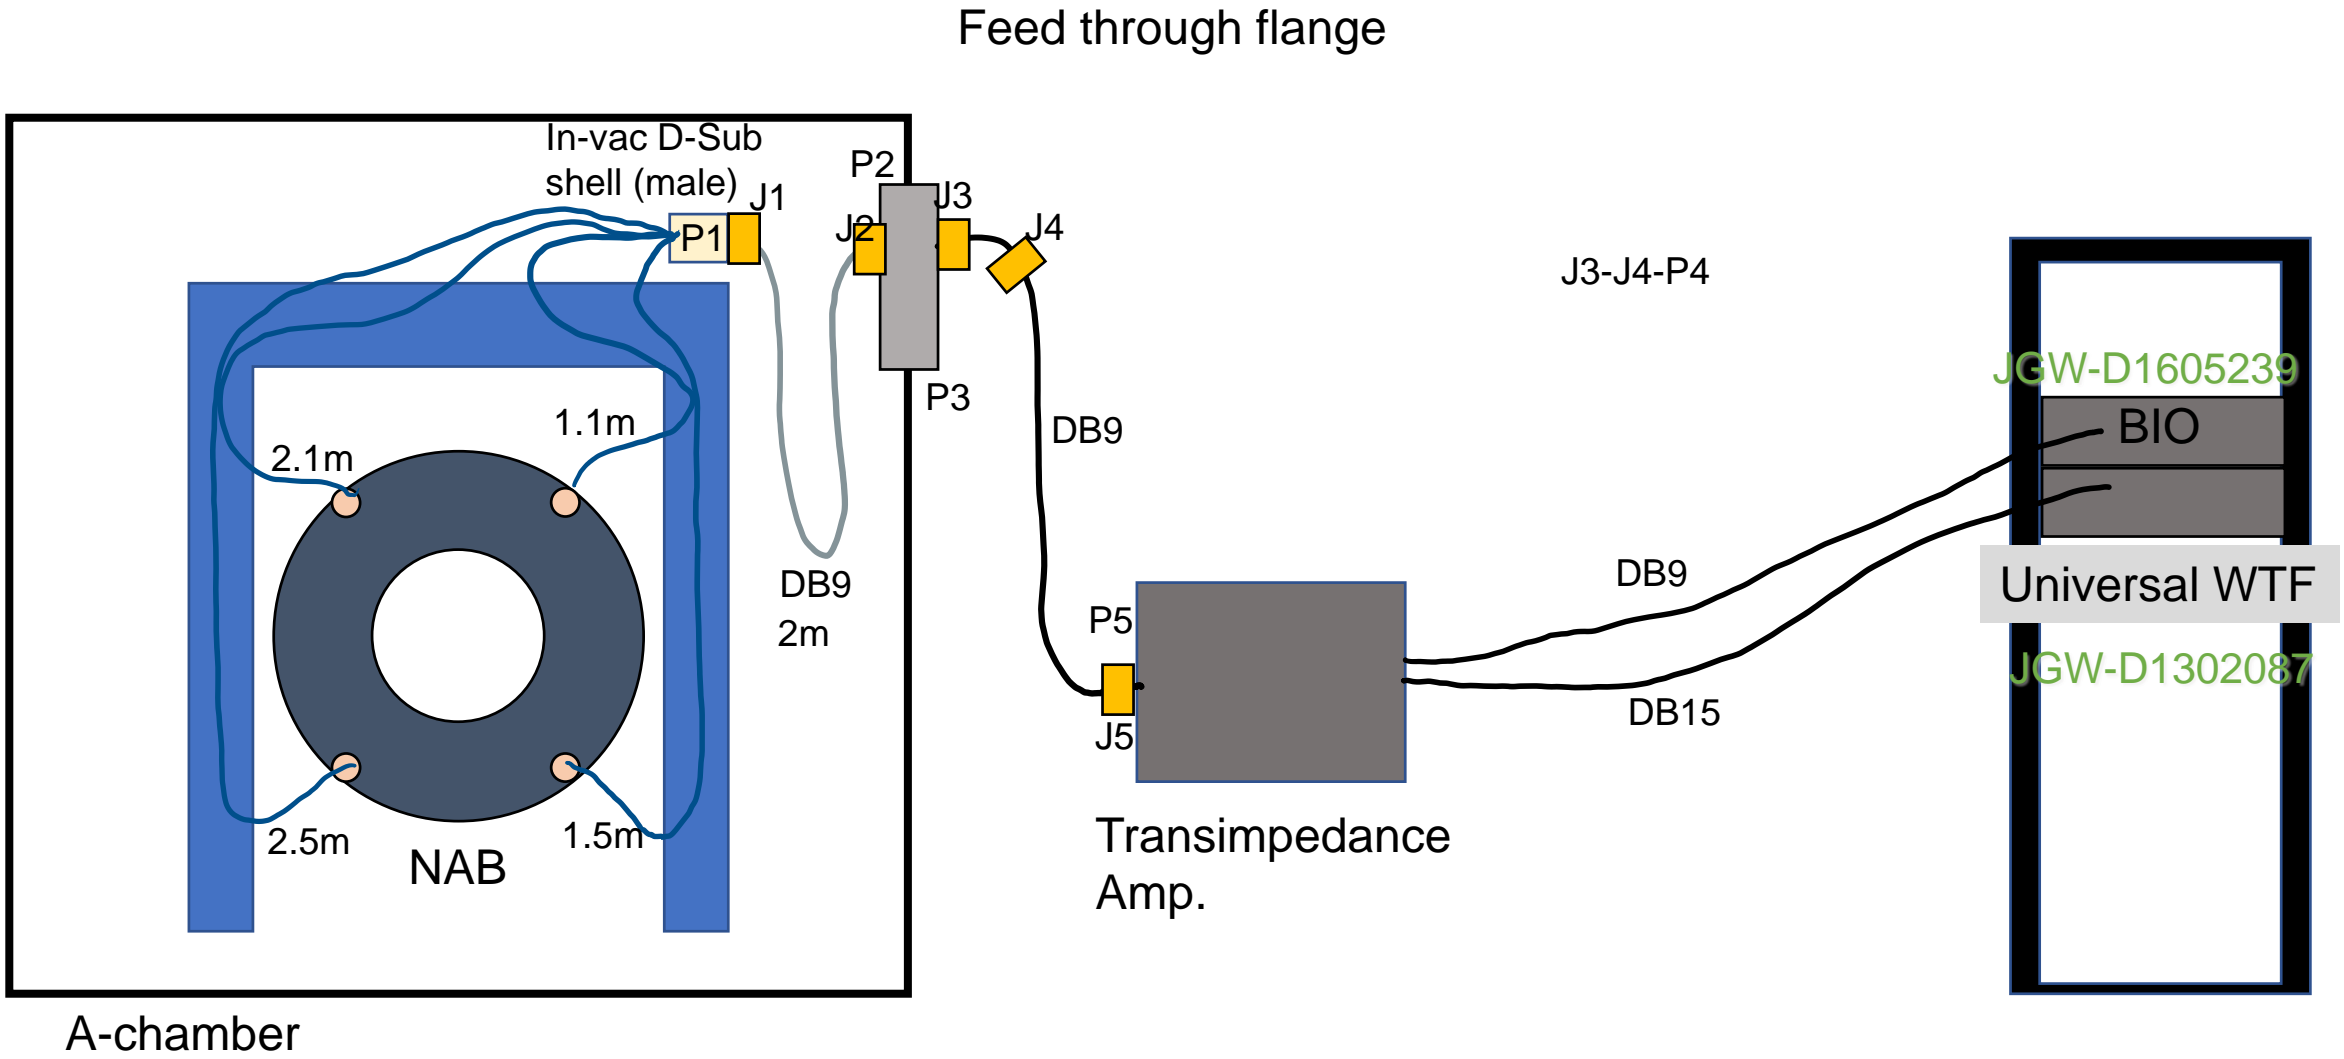 Feed through flange
In-vac D-Sub
shell (male)
J1
P1
P2
J2
J3
J4
P3
J3-J4-P4
JGW-D1605239
BIO
DB9
1.1m
2.1m
DB9
2m
DB9
Universal WTF
P5
J5
JGW-D1302087
DB15
2.5m
1.5m
NAB
Transimpedance
Amp.
A-chamber